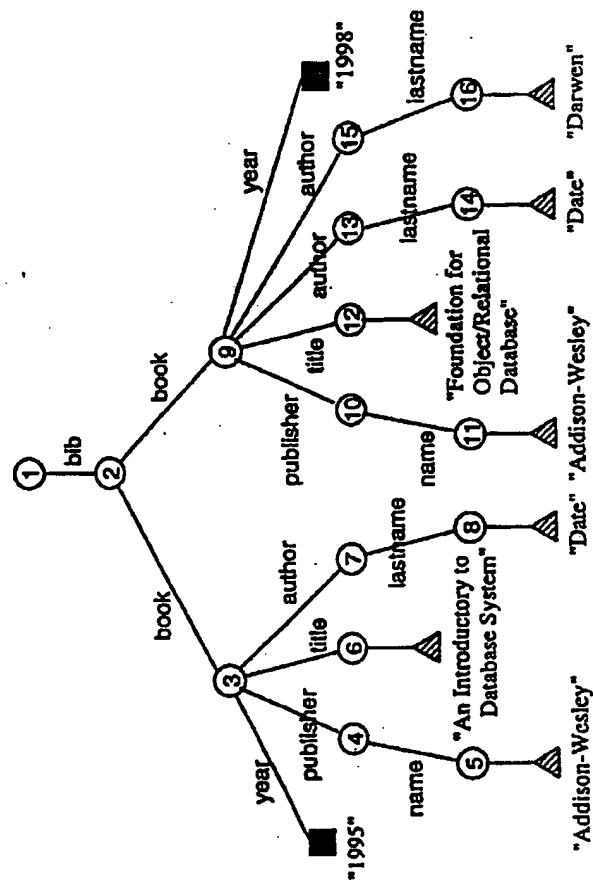 1
bib
2
book
book
3
9
year
publisher
title
author
publisher
title
author
author
year
"1995"
4
6
7
10
12
13
15
"1998"
name
"An Introductory to
Database System"
lastname
name
"Foundation for
Object/Relational
Database"
lastname
lastname
5
8
11
14
16
"Addison-Wesley"
"Date"
"Addison-Wesley"
"Date"
"Darwen"